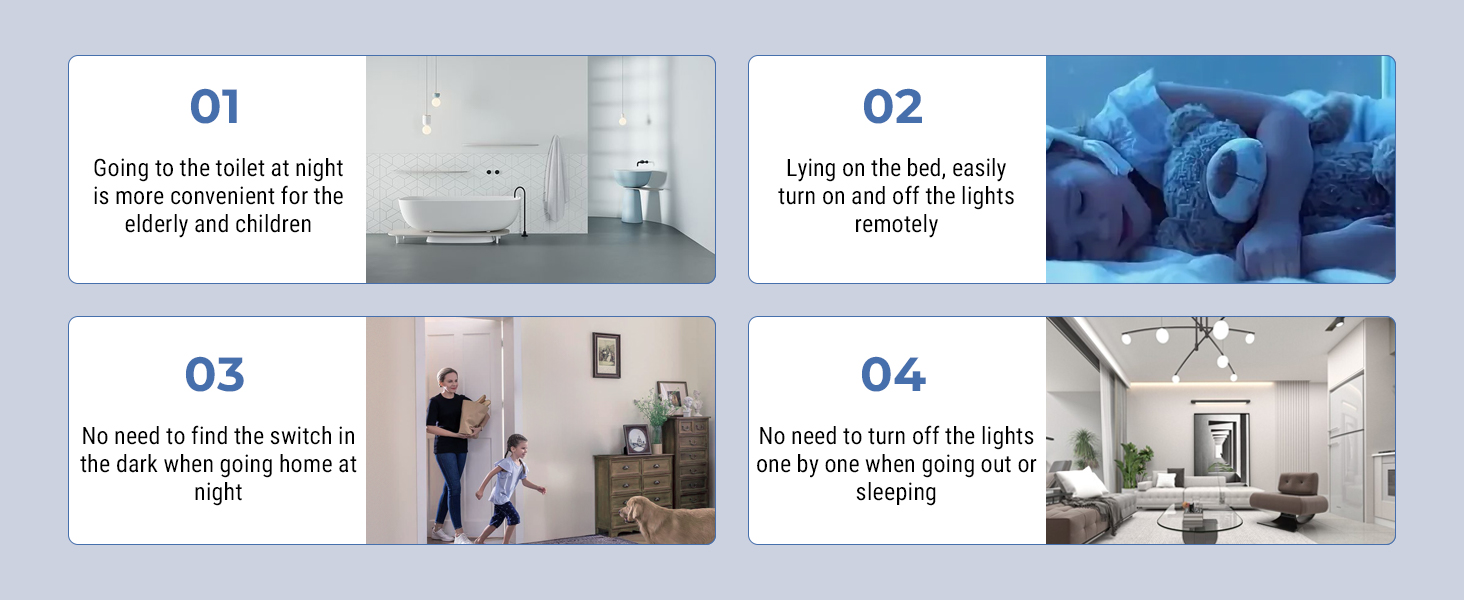 01
Going to the toilet at night
is more convenient for the
elderly and children
02
Lying on the bed, easily
turn on and off the lights
remotely
03
No need to find the switch in
the dark when going home at
night
04
No need to turn off the lights
one by one when going out or
sleeping